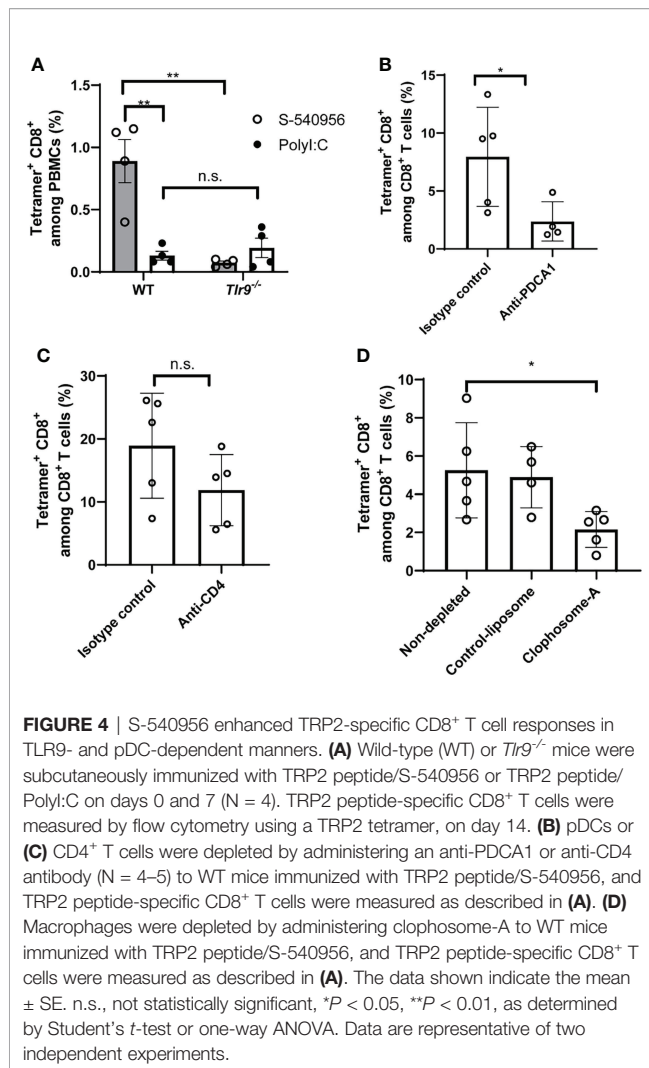 A
**
**
n.s.
S-540956
PolyI:C
Tetramer⁺ CD8⁺
among PBMCs (%)
1.5
1.0
0.5
0.0
WT
Tlr9⁻/⁻
B
*
Tetramer⁺ CD8⁺
among CD8⁺ T cells (%)
15
10
5
0
Isotype control
Anti-PDCA1
C
n.s.
Tetramer⁺ CD8⁺
among CD8⁺ T cells (%)
30
20
10
0
Isotype control
Anti-CD4
D
*
Tetramer⁺ CD8⁺
among CD8⁺ T cells (%)
10
8
6
4
2
0
Non-depleted
Control-liposome
Clophosome-A
FIGURE 4 | S-540956 enhanced TRP2-specific CD8⁺ T cell responses in
TLR9- and pDC-dependent manners. (A) Wild-type (WT) or Tlr9⁻/⁻ mice were
subcutaneously immunized with TRP2 peptide/S-540956 or TRP2 peptide/
PolyI:C on days 0 and 7 (N = 4). TRP2 peptide-specific CD8⁺ T cells were
measured by flow cytometry using a TRP2 tetramer, on day 14. (B) pDCs or
(C) CD4⁺ T cells were depleted by administering an anti-PDCA1 or anti-CD4
antibody (N = 4–5) to WT mice immunized with TRP2 peptide/S-540956, and
TRP2 peptide-specific CD8⁺ T cells were measured as described in (A). (D)
Macrophages were depleted by administering clophosome-A to WT mice
immunized with TRP2 peptide/S-540956, and TRP2 peptide-specific CD8⁺ T
cells were measured as described in (A). The data shown indicate the mean
± SE. n.s., not statistically significant, *P < 0.05, **P < 0.01, as determined
by Student's t-test or one-way ANOVA. Data are representative of two
independent experiments.